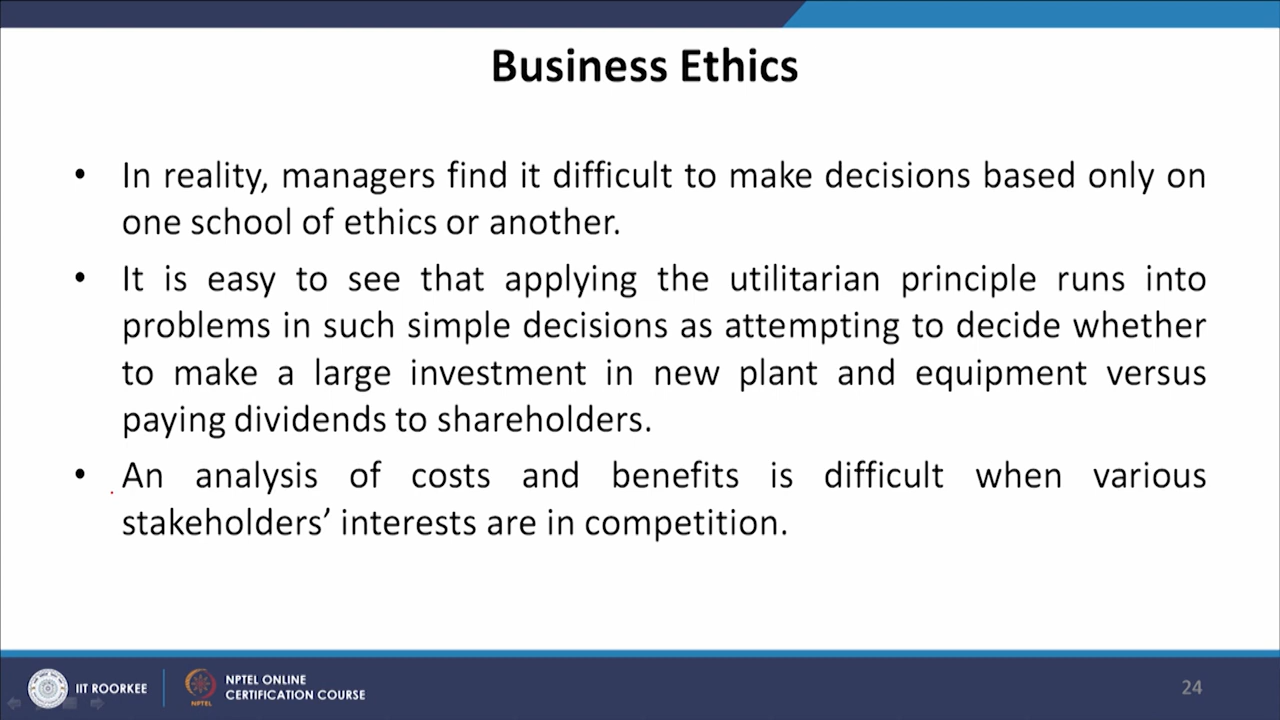 Business Ethics
• In reality, managers find it difficult to make decisions based only on
one school of ethics or another.
• It is easy to see that applying the utilitarian principle runs into
problems in such simple decisions as attempting to decide whether
to make a large investment in new plant and equipment versus
paying dividends to shareholders.
• An analysis of costs and benefits is difficult when various
stakeholders’ interests are in competition.
IIT ROORKEE
NPTEL
NPTEL ONLINE
CERTIFICATION COURSE
24